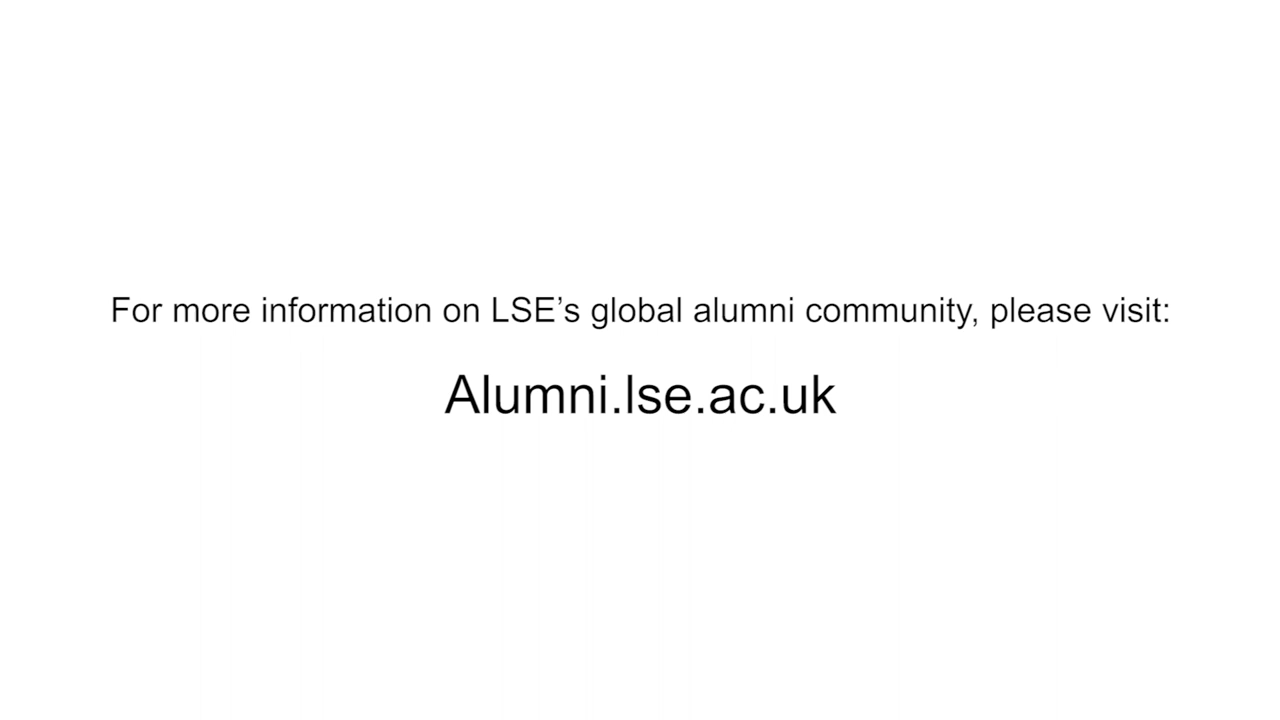 For more information on LSE’s global alumni community, please visit:
Alumni.lse.ac.uk